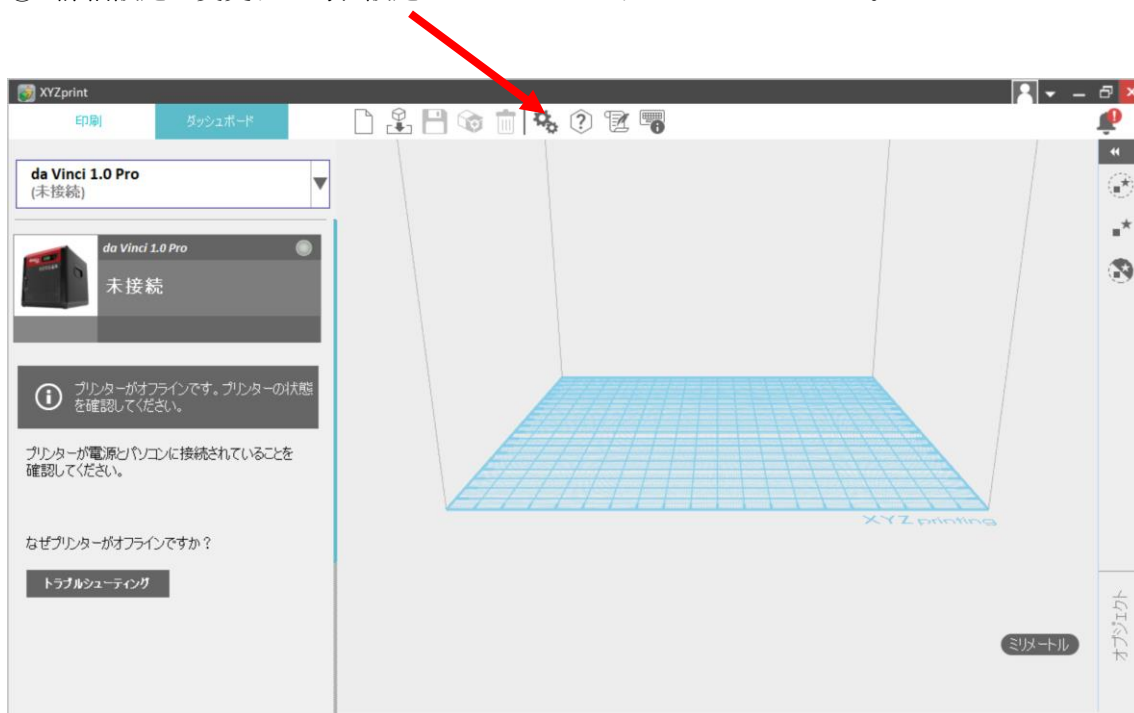 XYZprint
印刷
ダッシュボード
da Vinci 1.0 Pro
(未接続)
da Vinci 1.0 Pro
未接続
プリンターがオフラインです。プリンターの状態
を確認してください。
プリンターが電源とパソコンに接続されていることを
確認してください。
なぜプリンターがオフラインですか？
トラブルシューティング
XYZprinting
ミリメートル
オブジェクト